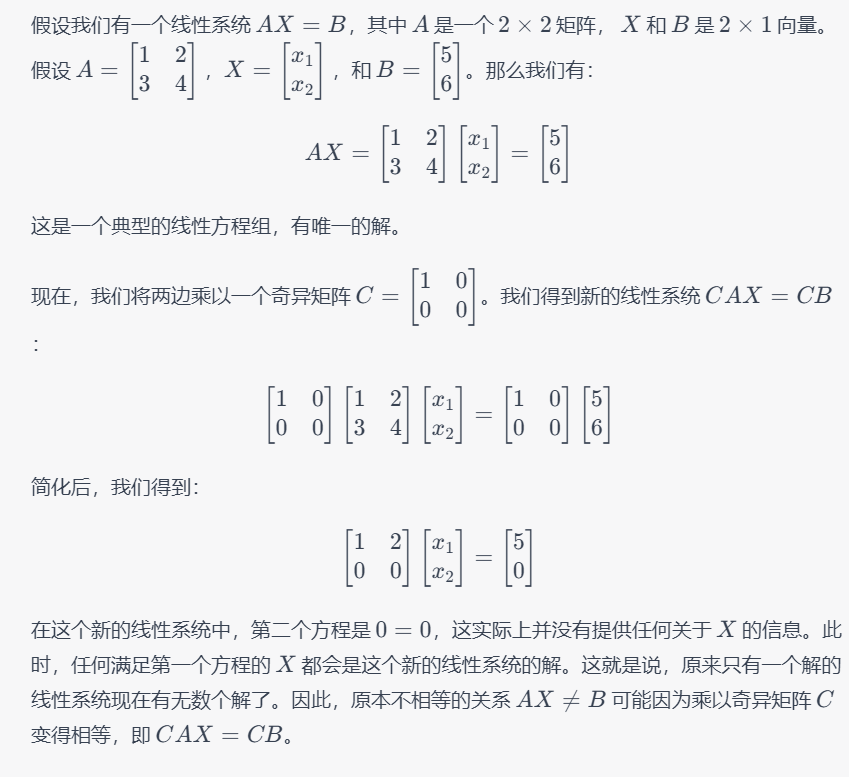 假设我们有一个线性系统 $AX = B$，其中 $A$ 是一个 $2 \times 2$ 矩阵， $X$ 和 $B$ 是 $2 \times 1$ 向量。
假设 $A = \begin{bmatrix} 1 & 2 \\ 3 & 4 \end{bmatrix}$，$X = \begin{bmatrix} x_1 \\ x_2 \end{bmatrix}$，和 $B = \begin{bmatrix} 5 \\ 6 \end{bmatrix}$。那么我们有：
$AX = \begin{bmatrix} 1 & 2 \\ 3 & 4 \end{bmatrix} \begin{bmatrix} x_1 \\ x_2 \end{bmatrix} = \begin{bmatrix} 5 \\ 6 \end{bmatrix}$
这是一个典型的线性方程组，有唯一的解。
现在，我们将两边乘以一个奇异矩阵 $C = \begin{bmatrix} 1 & 0 \\ 0 & 0 \end{bmatrix}$。我们得到新的线性系统 $CAX = CB$
：
$\begin{bmatrix} 1 & 0 \\ 0 & 0 \end{bmatrix} \begin{bmatrix} 1 & 2 \\ 3 & 4 \end{bmatrix} \begin{bmatrix} x_1 \\ x_2 \end{bmatrix} = \begin{bmatrix} 1 & 0 \\ 0 & 0 \end{bmatrix} \begin{bmatrix} 5 \\ 6 \end{bmatrix}$
简化后，我们得到：
$\begin{bmatrix} 1 & 2 \\ 0 & 0 \end{bmatrix} \begin{bmatrix} x_1 \\ x_2 \end{bmatrix} = \begin{bmatrix} 5 \\ 0 \end{bmatrix}$
在这个新的线性系统中，第二个方程是 $0 = 0$，这实际上并没有提供任何关于 $X$ 的信息。此
时，任何满足第一个方程的 $X$ 都会是这个新的线性系统的解。这就是说，原来只有一个解的
线性系统现在有无数个解了。因此，原本不相等的关系 $AX \neq B$ 可能因为乘以奇异矩阵 $C$
变得相等，即 $CAX = CB$。